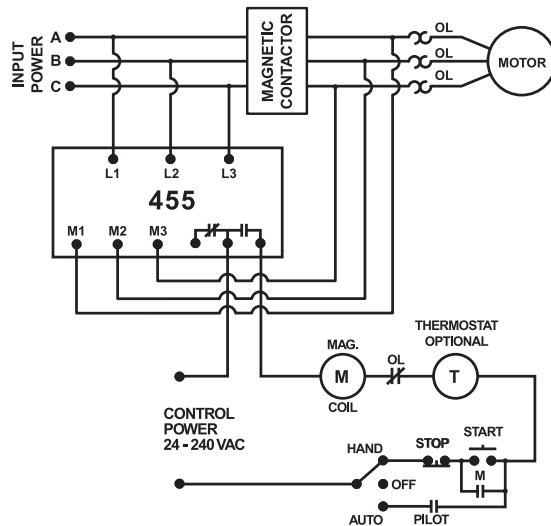 INPUT
POWER
A
B
C
MAGNETIC
CONTACTOR
OL
OL
OL
MOTOR
L1
L2
L3
455
M1
M2
M3
THERMOSTAT
OPTIONAL
MAG.
M
COIL
OL
T
CONTROL
POWER
24 - 240 VAC
HAND
STOP
START
M
OFF
AUTO
PILOT